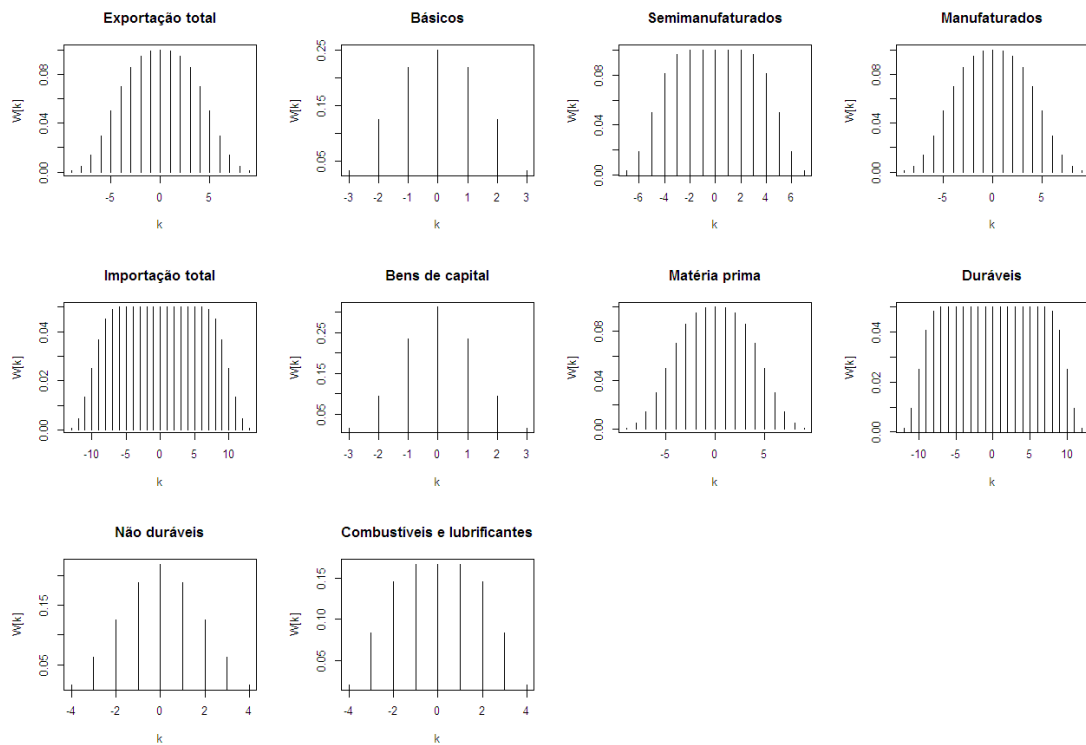 Exportação total
W[k]
0.00 0.04 0.08
-5 0 5
k
Básicos
W[k]
0.05 0.15 0.25
-3 -2 -1 0 1 2 3
k
Semimanufaturados
W[k]
0.00 0.04 0.08
-6 -4 -2 0 2 4 6
k
Manufaturados
W[k]
0.00 0.04 0.08
-5 0 5
k
Importação total
W[k]
0.00 0.02 0.04
-10 -5 0 5 10
k
Bens de capital
W[k]
0.05 0.15 0.25
-3 -2 -1 0 1 2 3
k
Matéria prima
W[k]
0.00 0.04 0.08
-5 0 5
k
Duráveis
W[k]
0.00 0.02 0.04
-10 -5 0 5 10
k
Não duráveis
W[k]
0.05 0.15
-4 -2 0 2 4
k
Combustíveis e lubrificantes
W[k]
0.05 0.10 0.15
-4 -2 0 2 4
k